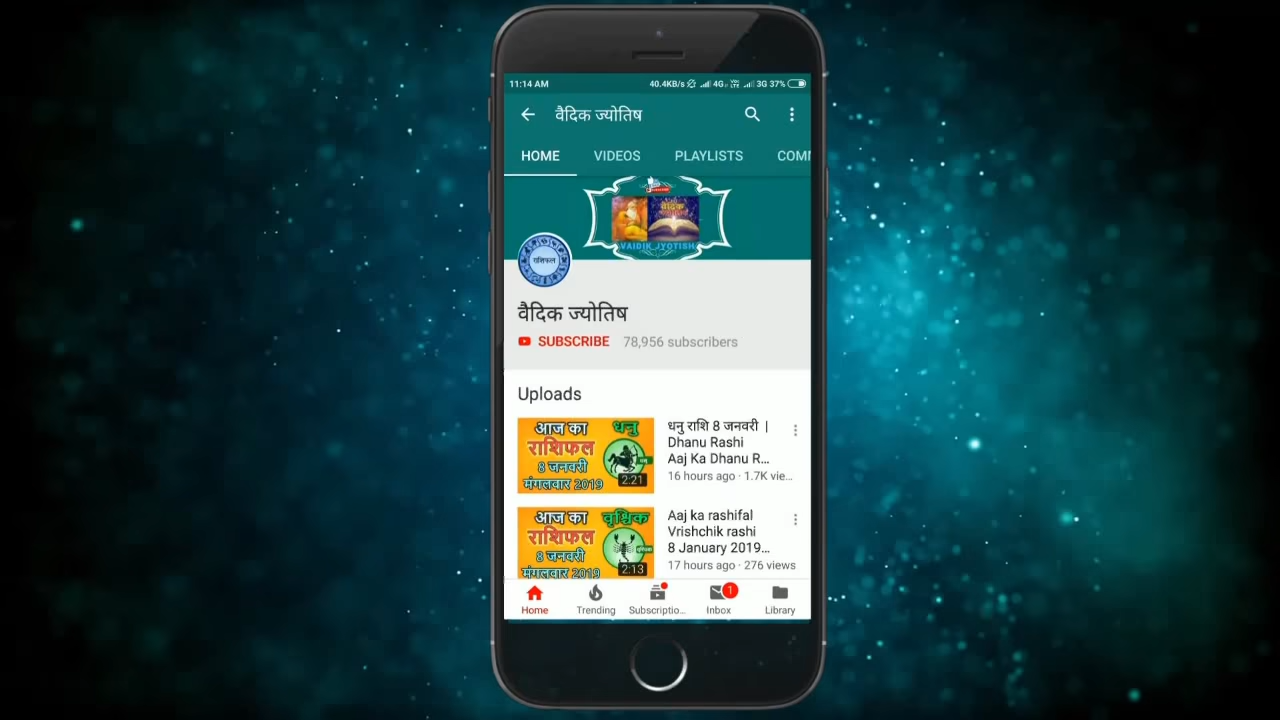 11:14 AM
40.4KB/s 4G 3G 37%
वैदिक ज्योतिष
HOME VIDEOS PLAYLISTS COMM
वैदिक
VAIDIK JYOTISH
राशिफल
वैदिक ज्योतिष
SUBSCRIBE 78,956 subscribers
Uploads
आज का धनु
राशिफल
8 जनवरी
मंगलवार 2019
2:21
धनु राशि 8 जनवरी |
Dhanu Rashi
Aaj Ka Dhanu R...
16 hours ago · 1.7K vie...
आज का वृश्चिक
राशिफल
8 जनवरी
मंगलवार 2019
2:13
Aaj ka rashifal
Vrishchik rashi
8 January 2019...
17 hours ago · 276 views
1
Home Trending Subscriptio... Inbox Library